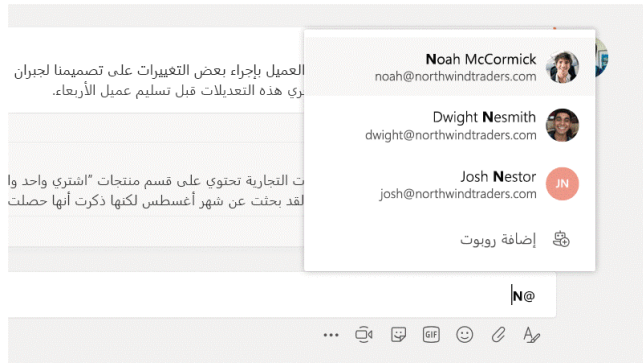 Noah McCormick
noah@northwindtraders.com
العميل بإجراء بعض التغييرات على تصميمنا لجبران
ري هذه التعديلات قبل تسليم عميل الأربعاء.
Dwight Nesmith
dwight@northwindtraders.com
Josh Nestor
JN
josh@northwindtraders.com
ت التجارية تحتوي على قسم منتجات "اشتري واحد وا
لقد بحثت عن شهر أغسطس لكنها ذكرت أنها حصلت
إضافة روبوت
N@
GIF